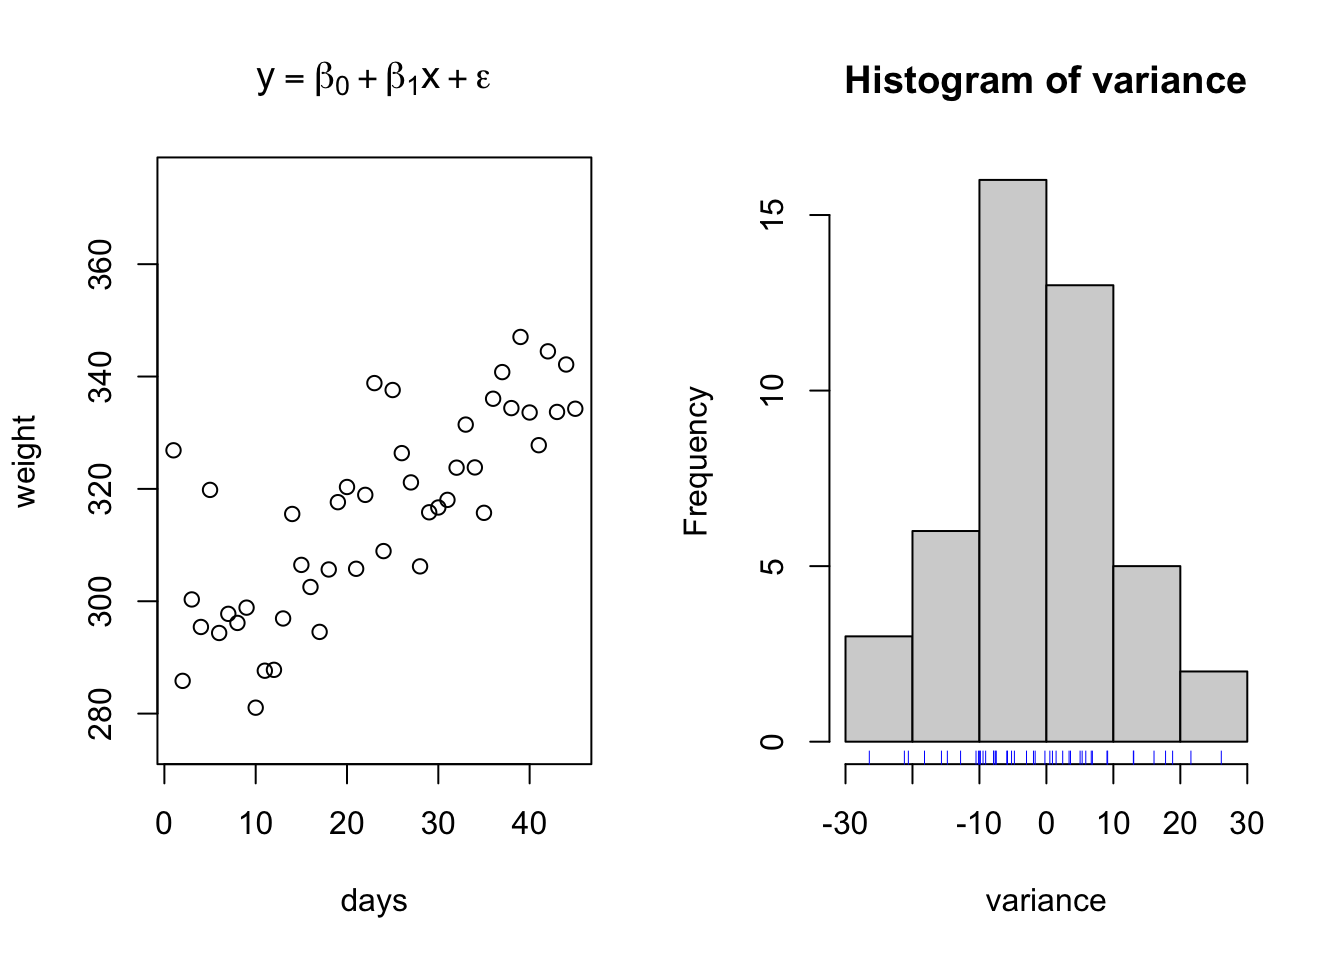 y = β₀ + β₁x + ε
weight
360
340
320
300
280
0 10 20 30 40
days
Histogram of variance
Frequency
15
10
5
0
-30 -10 0 10 20 30
variance